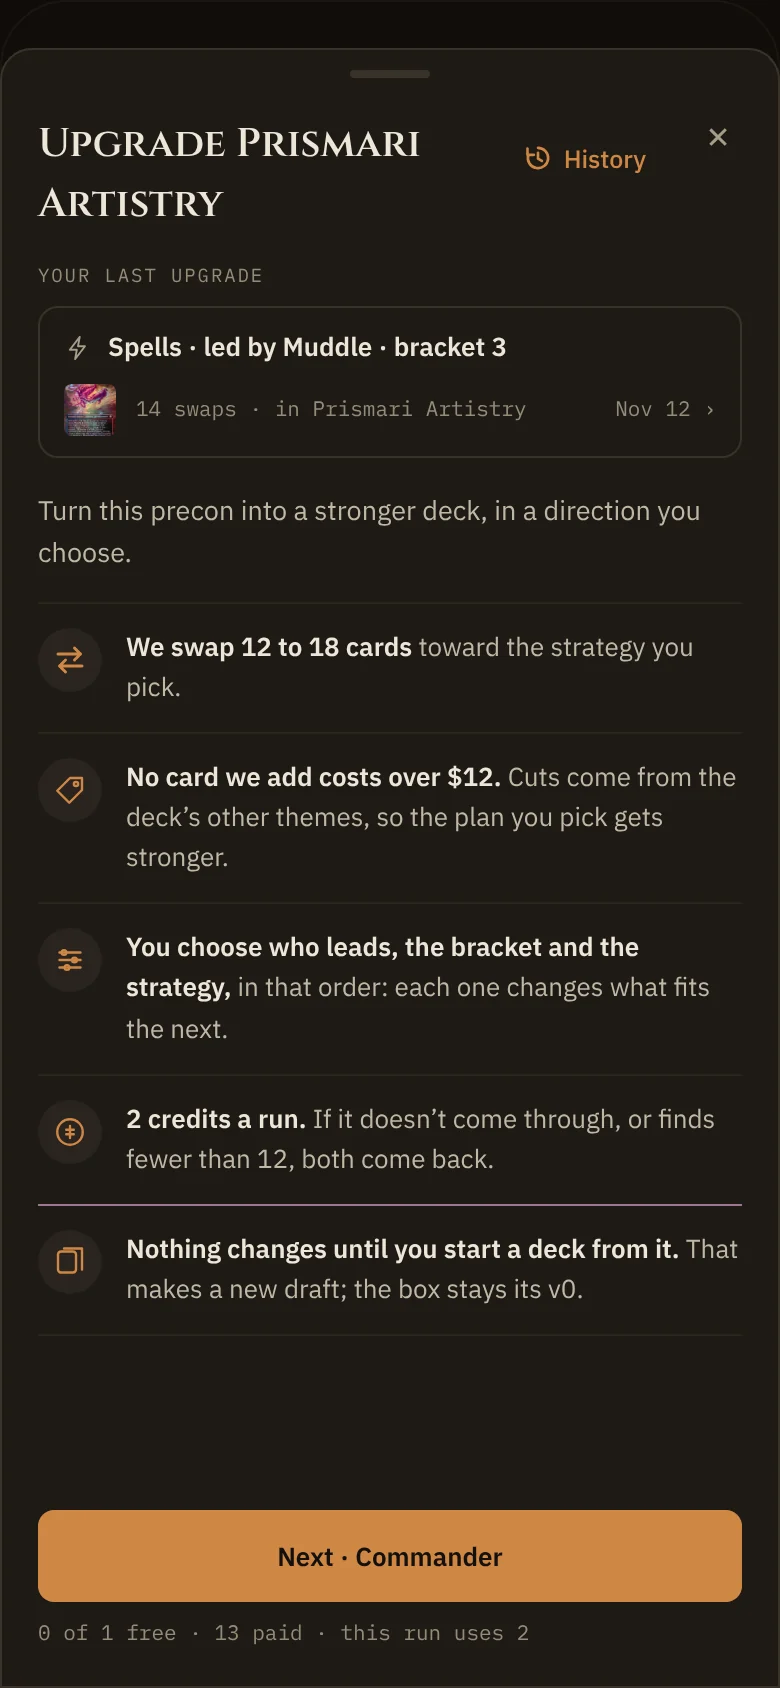 Upgrade Prismari
Artistry
History
YOUR LAST UPGRADE
Spells · led by Muddle · bracket 3
14 swaps · in Prismari Artistry
Nov 12 ›
Turn this precon into a stronger deck, in a direction you
choose.
We swap 12 to 18 cards toward the strategy you
pick.
No card we add costs over $12. Cuts come from the
deck’s other themes, so the plan you pick gets
stronger.
You choose who leads, the bracket and the
strategy, in that order: each one changes what fits
the next.
2 credits a run. If it doesn’t come through, or finds
fewer than 12, both come back.
Nothing changes until you start a deck from it. That
makes a new draft; the box stays its v0.
Next · Commander
0 of 1 free · 13 paid · this run uses 2